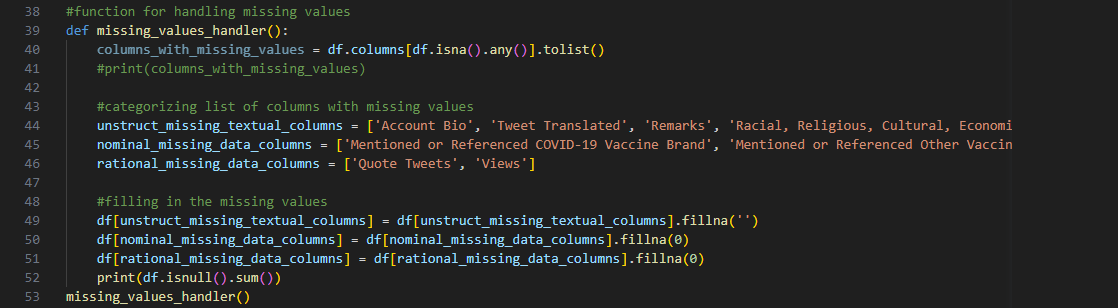 38 #function for handling missing values
39 def missing_values_handler():
40     columns_with_missing_values = df.columns[df.isna().any()].tolist()
41     #print(columns_with_missing_values)
42
43     #categorizing list of columns with missing values
44     unstruct_missing_textual_columns = ['Account Bio', 'Tweet Translated', 'Remarks', 'Racial, Religious, Cultural, Economi
45     nominal_missing_data_columns = ['Mentioned or Referenced COVID-19 Vaccine Brand', 'Mentioned or Referenced Other Vaccin
46     rational_missing_data_columns = ['Quote Tweets', 'Views']
47
48     #filling in the missing values
49     df[unstruct_missing_textual_columns] = df[unstruct_missing_textual_columns].fillna('')
50     df[nominal_missing_data_columns] = df[nominal_missing_data_columns].fillna(0)
51     df[rational_missing_data_columns] = df[rational_missing_data_columns].fillna(0)
52     print(df.isnull().sum())
53 missing_values_handler()